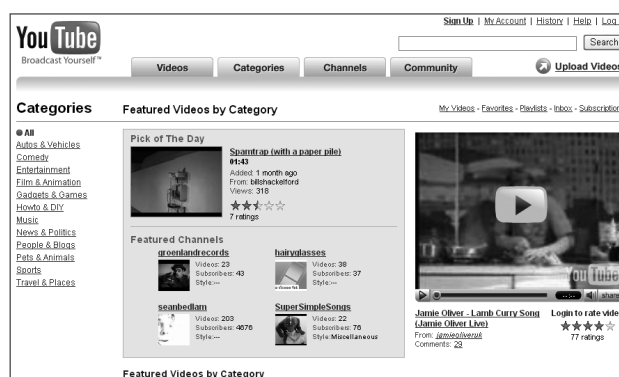 Sign Up | My Account | History | Help | Log
You Tube
Broadcast Yourself™
Search
Videos
Categories
Channels
Community
Upload Videos
Categories
Featured Videos by Category
My Videos - Favorites - Playlists - Inbox - Subscription
All
Autos & Vehicles
Comedy
Entertainment
Film & Animation
Gadgets & Games
Howto & DIY
Music
News & Politics
People & Blogs
Pets & Animals
Sports
Travel & Places
Pick of The Day
Spamtrap (with a paper pile)
01:43
Added: 1 month ago
From: billshackelford
Views: 318
7 ratings
Featured Channels
groenlandrecords
Videos: 23
Subscribers: 43
Style:---
hairyglasses
Videos: 38
Subscribers: 37
Style:---
seanbedlam
Videos: 203
Subscribers: 4676
Style:---
SuperSimpleSongs
Videos: 22
Subscribers: 76
Style:Miscellaneous
You Tube
share
Jamie Oliver - Lamb Curry Song
(Jamie Oliver Live)
From: jamieoliveruk
Comments: 29
Login to rate vide
77 ratings
Featured Videos by Category